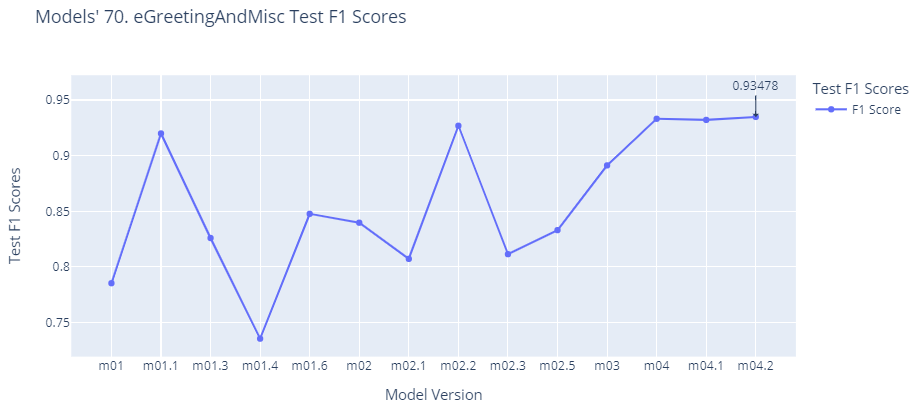 Models' 70. eGreetingAndMisc Test F1 Scores
0.93478
Test F1 Scores
F1 Score
0.95
0.9
0.85
0.8
0.75
Test F1 Scores
m01 m01.1 m01.3 m01.4 m01.6 m02 m02.1 m02.2 m02.3 m02.5 m03 m04 m04.1 m04.2
Model Version